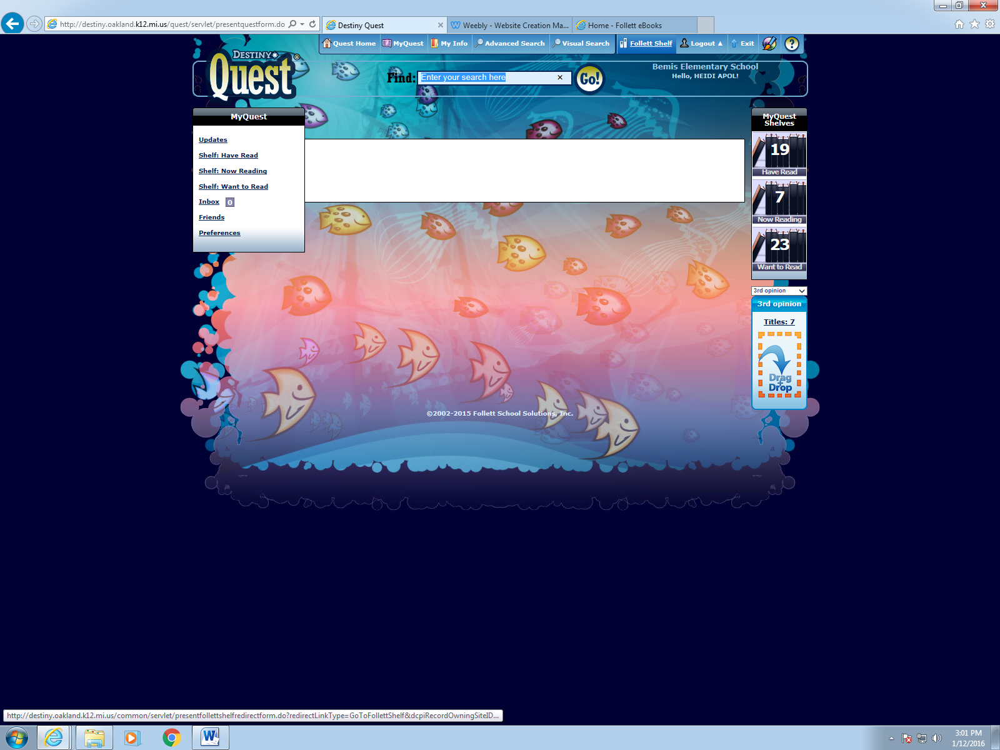 http://destiny.oakland.k12.mi.us/quest/servlet/presentquestform.do
Destiny Quest
Weebly - Website Creation Ma...
Home - Follett eBooks
Quest Home
MyQuest
My Info
Advanced Search
Visual Search
Follett Shelf
Logout ▲
Exit
?
DESTINY
Quest®
Find:
Enter your search here ×
Go!
Bemis Elementary School
Hello, HEIDI APOL!
MyQuest
Updates
Shelf: Have Read
Shelf: Now Reading
Shelf: Want to Read
Inbox 0
Friends
Preferences
MyQuest
Shelves
19
Have Read
7
Now Reading
23
Want to Read
3rd opinion
3rd opinion
Titles: 7
Drag
+
Drop
©2002-2015 Follett School Solutions, Inc.
http://destiny.oakland.k12.mi.us/common/servlet/presentfollettshelfredirectform.do?redirectLinkType=GoToFollettShelf&dcpiRecordOwningSiteID...
W
3:01 PM
1/12/2016